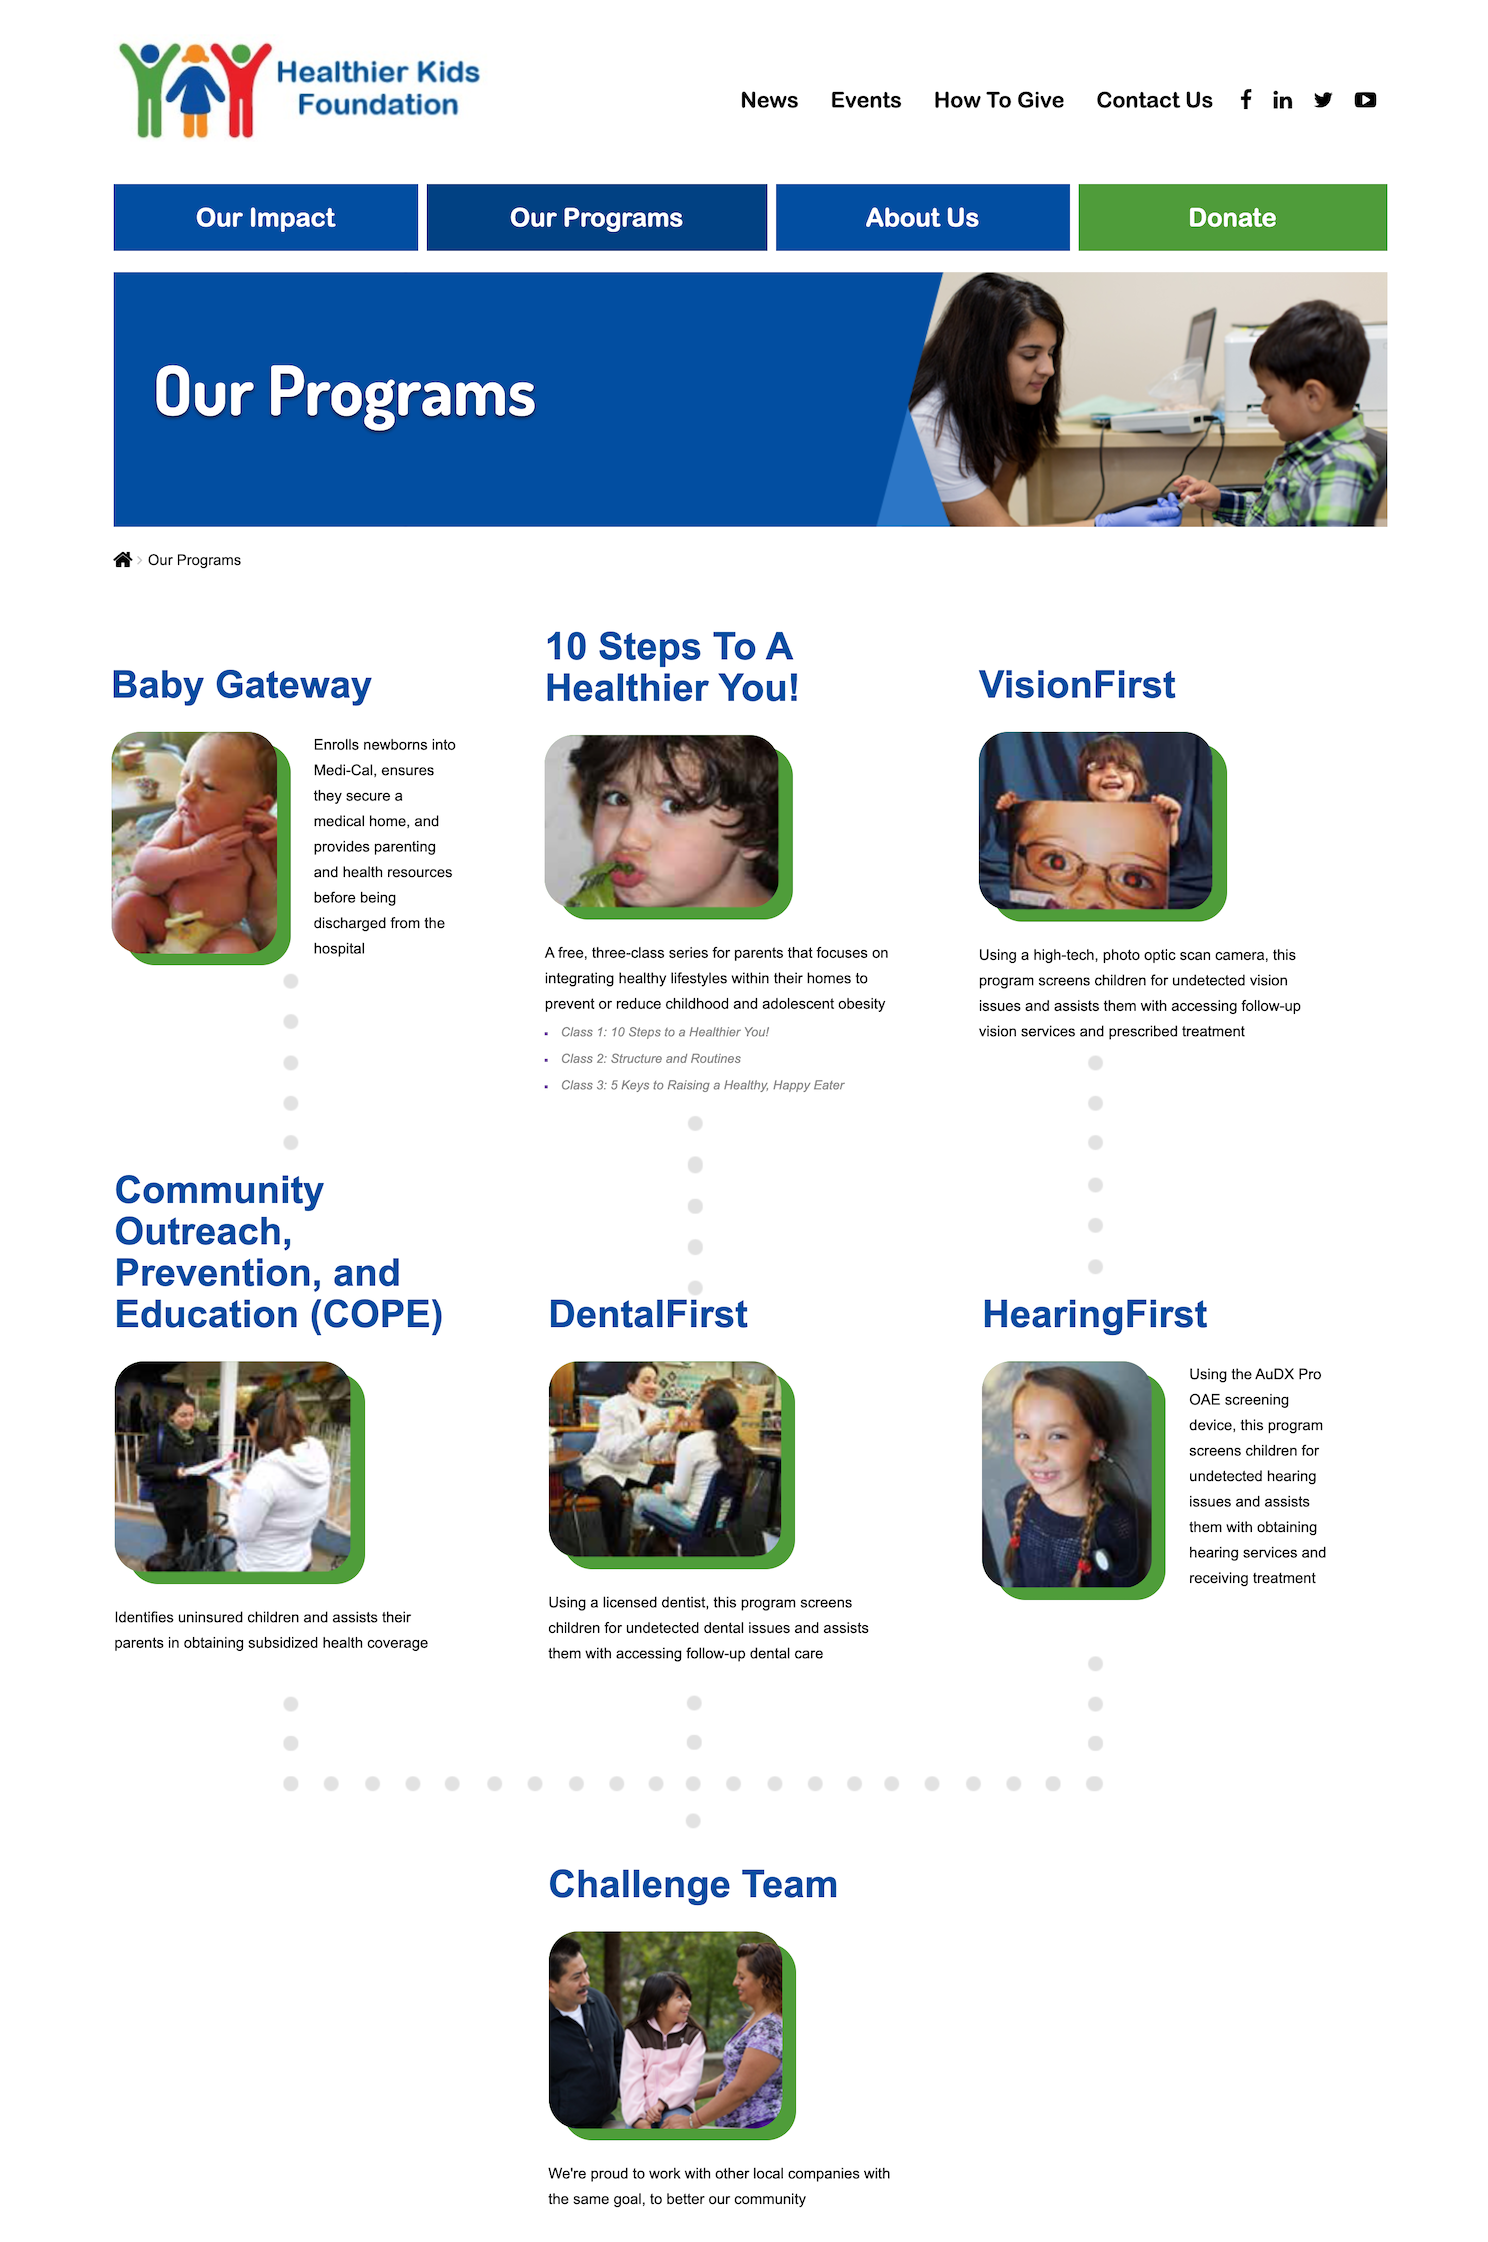 Healthier Kids
Foundation
News
Events
How To Give
Contact Us
Our Impact
Our Programs
About Us
Donate
Our Programs
Our Programs
Baby Gateway
Enrolls newborns into
Medi-Cal, ensures
they secure a
medical home, and
provides parenting
and health resources
before being
discharged from the
hospital
10 Steps To A
Healthier You!
A free, three-class series for parents that focuses on
integrating healthy lifestyles within their homes to
prevent or reduce childhood and adolescent obesity
Class 1: 10 Steps to a Healthier You!
Class 2: Structure and Routines
Class 3: 5 Keys to Raising a Healthy, Happy Eater
VisionFirst
Using a high-tech, photo optic scan camera, this
program screens children for undetected vision
issues and assists them with accessing follow-up
vision services and prescribed treatment
Community
Outreach,
Prevention, and
Education (COPE)
Identifies uninsured children and assists their
parents in obtaining subsidized health coverage
DentalFirst
Using a licensed dentist, this program screens
children for undetected dental issues and assists
them with accessing follow-up dental care
HearingFirst
Using the AuDX Pro
OAE screening
device, this program
screens children for
undetected hearing
issues and assists
them with obtaining
hearing services and
receiving treatment
Challenge Team
We're proud to work with other local companies with
the same goal, to better our community